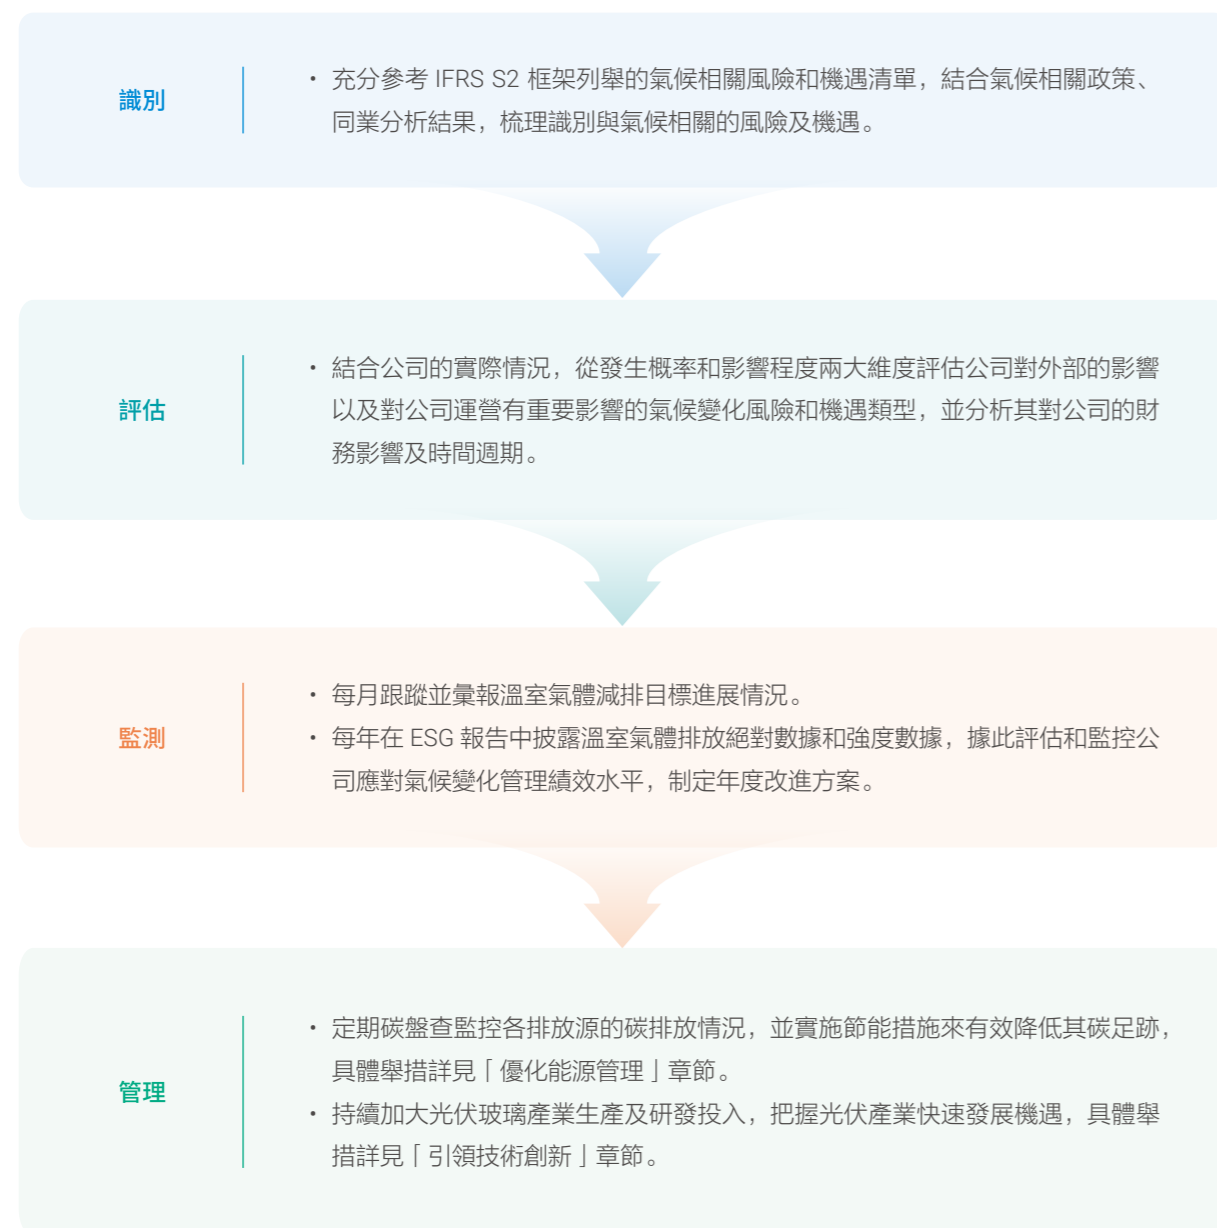 識別
• 充分參考 IFRS S2 框架列舉的氣候相關風險和機遇清單，結合氣候相關政策、
同業分析結果，梳理識別與氣候相關的風險及機遇。
評估
• 結合公司的實際情況，從發生概率和影響程度兩大維度評估公司對外部的影響
以及對公司運營有重要影響的氣候變化風險和機遇類型，並分析其對公司的財
務影響及時間週期。
監測
• 每月跟蹤並彙報溫室氣體減排目標進展情況。
• 每年在 ESG 報告中披露溫室氣體排放絕對數據和強度數據，據此評估和監控公
司應對氣候變化管理績效水平，制定年度改進方案。
管理
• 定期碳盤查監控各排放源的碳排放情況，並實施節能措施來有效降低其碳足跡，
具體舉措詳見「優化能源管理」章節。
• 持續加大光伏玻璃產業生產及研發投入，把握光伏產業快速發展機遇，具體舉
措詳見「引領技術創新」章節。